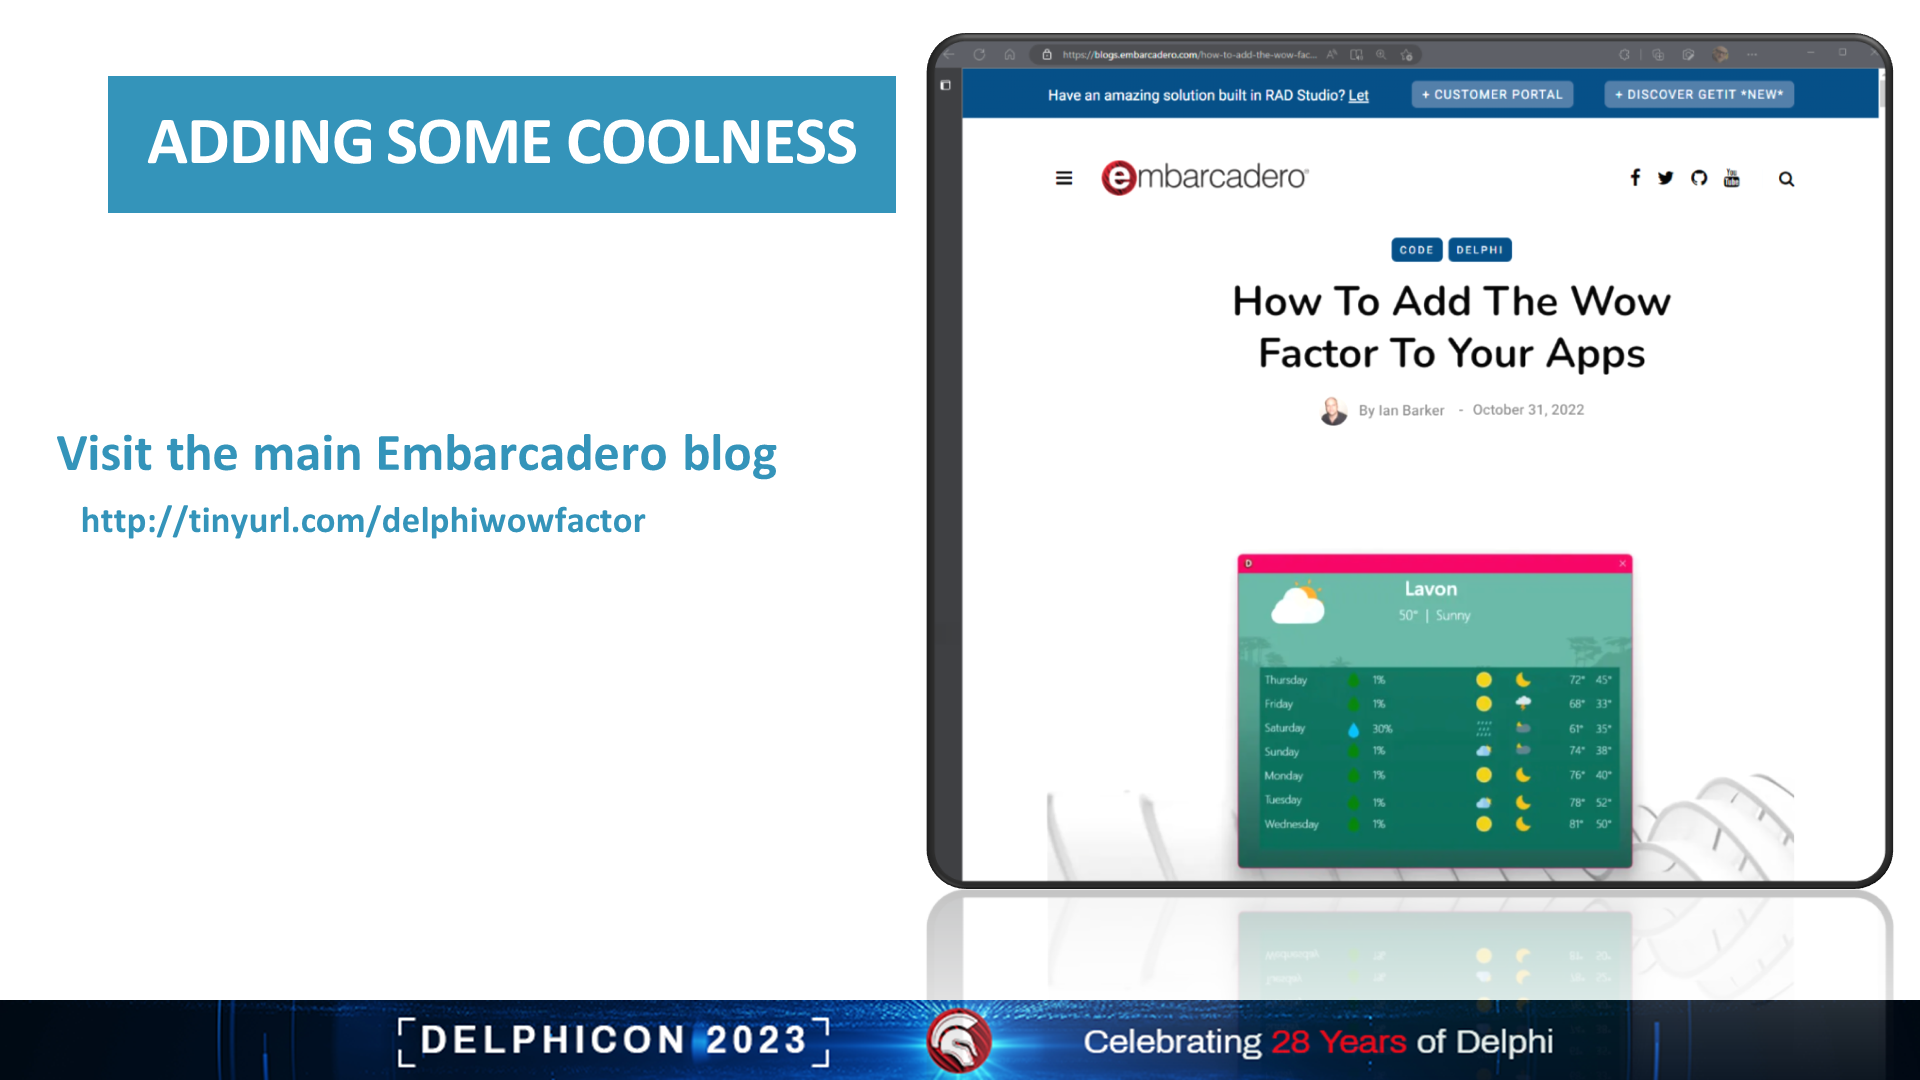 ADDING SOME COOLNESS
Visit the main Embarcadero blog
http://tinyurl.com/delphiwowfactor
https://blogs.embarcadero.com/how-to-add-the-wow-fac...
Have an amazing solution built in RAD Studio? Let
+ CUSTOMER PORTAL
+ DISCOVER GETIT *NEW*
embarcadero
You Tube
CODE DELPHI
How To Add The Wow
Factor To Your Apps
By Ian Barker - October 31, 2022
D
Lavon
50° | Sunny
Thursday 1% 72° 45°
Friday 1% 68° 33°
Saturday 30% 61° 35°
Sunday 1% 74° 38°
Monday 1% 76° 40°
Tuesday 1% 78° 52°
Wednesday 1% 81° 50°
DELPHICON 2023
Celebrating 28 Years of Delphi